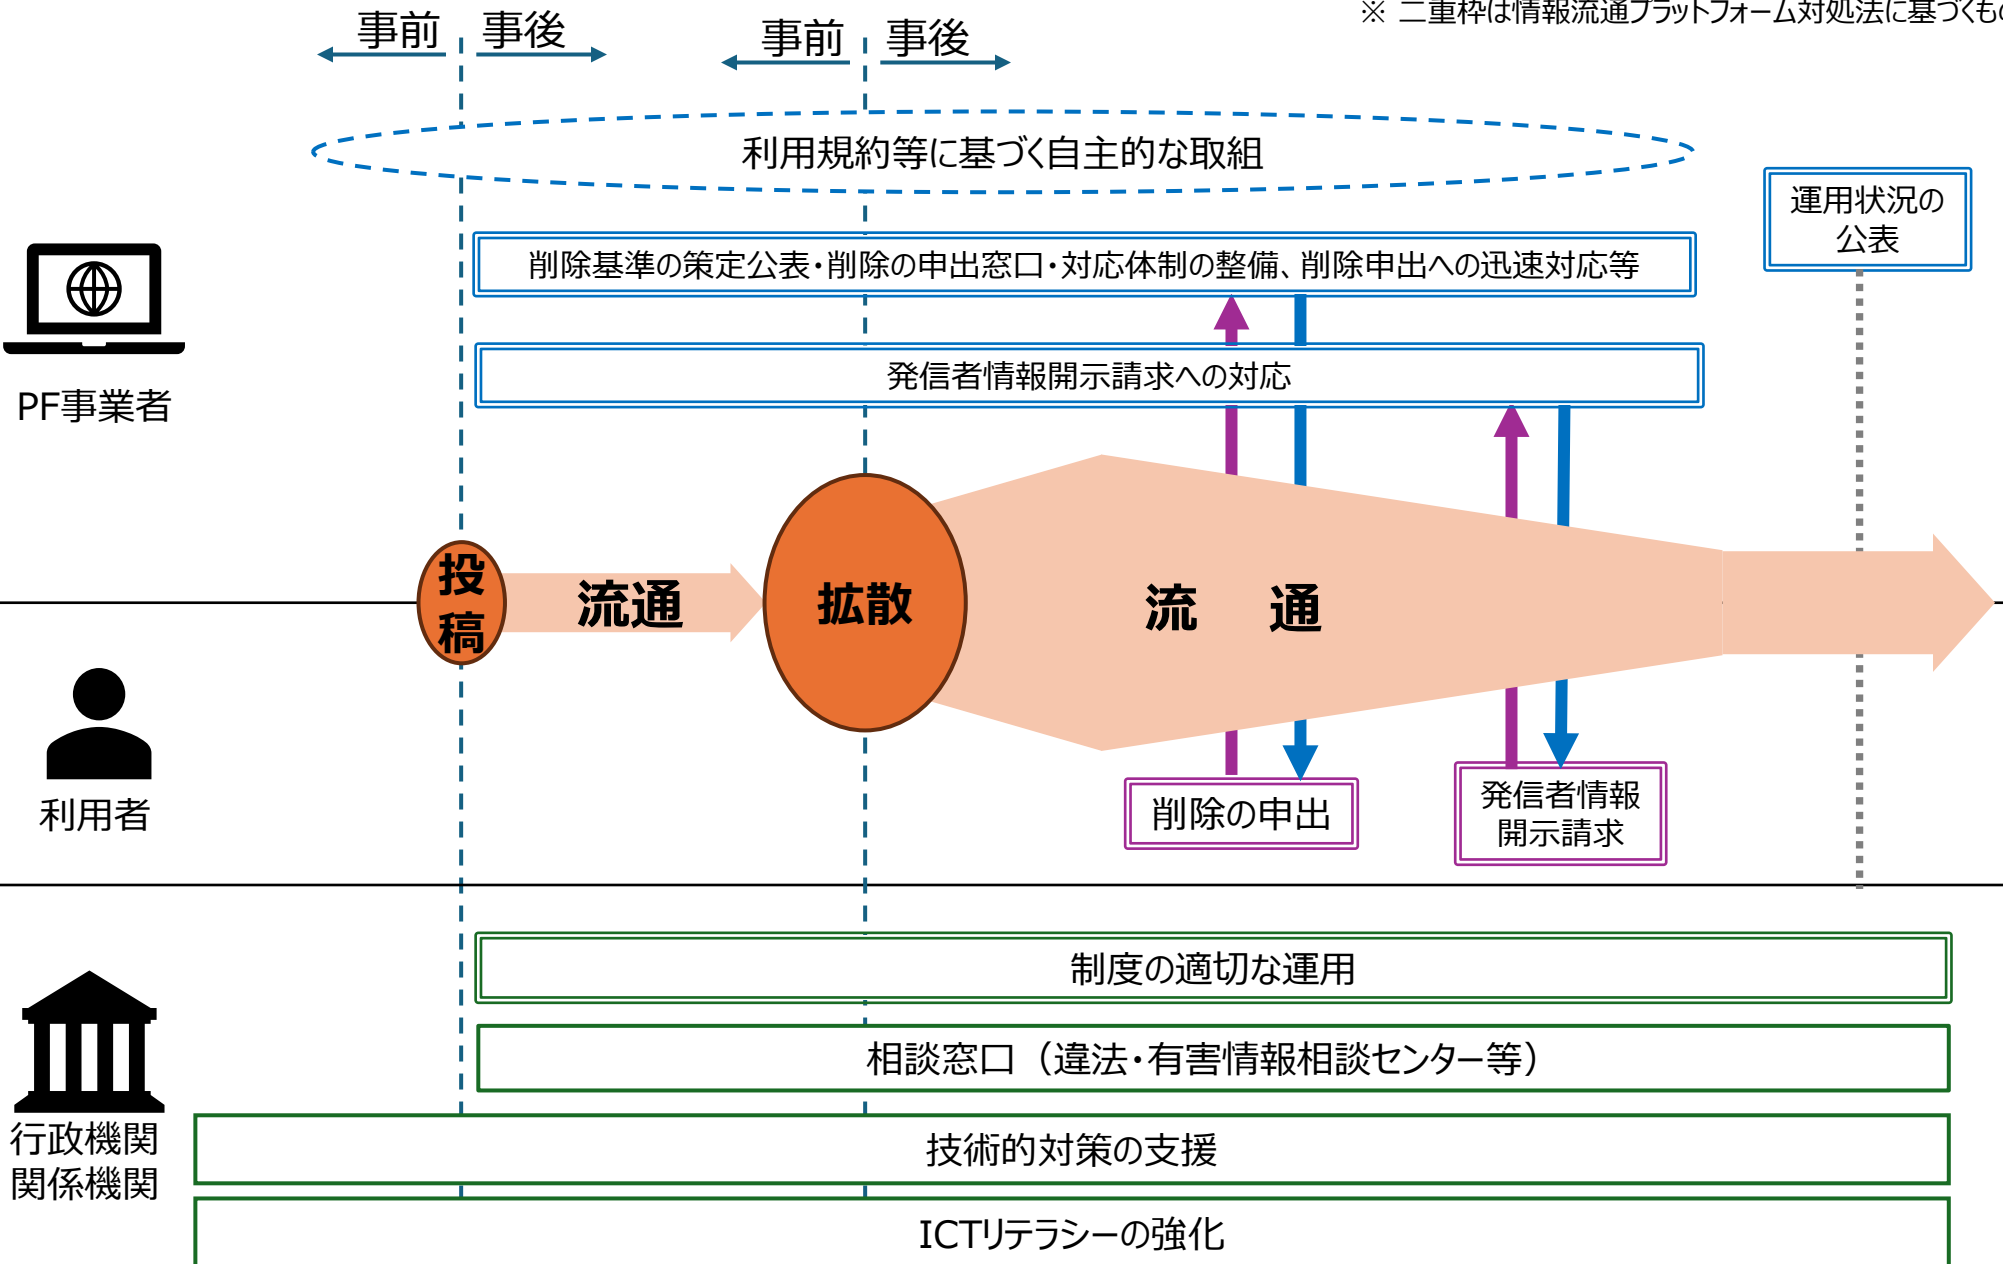 ※ 二重枠は情報流通プラットフォーム対処法に基づくも
事前 事後
事前 事後
利用規約等に基づく自主的な取組
運用状況の
公表
削除基準の策定公表・削除の申出窓口・対応体制の整備、削除申出への迅速対応等
発信者情報開示請求への対応
PF事業者
投
稿
流通
拡散
流 通
利用者
削除の申出
発信者情報
開示請求
制度の適切な運用
相談窓口（違法・有害情報相談センター等）
行政機関
関係機関
技術的対策の支援
ICTリテラシーの強化